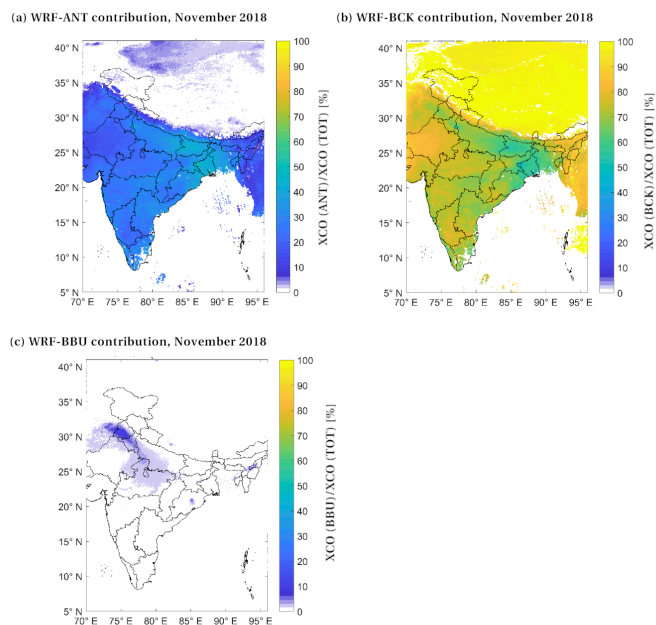 (a) WRF-ANT contribution, November 2018
40° N
35° N
30° N
25° N
20° N
15° N
10° N
5° N
70° E 75° E 80° E 85° E 90° E 95° E
100
90
80
70
60
50
40
30
20
10
0
XCO (ANT)/XCO (TOT) [%]
(b) WRF-BCK contribution, November 2018
40° N
35° N
30° N
25° N
20° N
15° N
10° N
5° N
70° E 75° E 80° E 85° E 90° E 95° E
100
90
80
70
60
50
40
30
20
10
0
XCO (BCK)/XCO (TOT) [%]
(c) WRF-BBU contribution, November 2018
40° N
35° N
30° N
25° N
20° N
15° N
10° N
5° N
70° E 75° E 80° E 85° E 90° E 95° E
100
90
80
70
60
50
40
30
20
10
0
XCO (BBU)/XCO (TOT) [%]